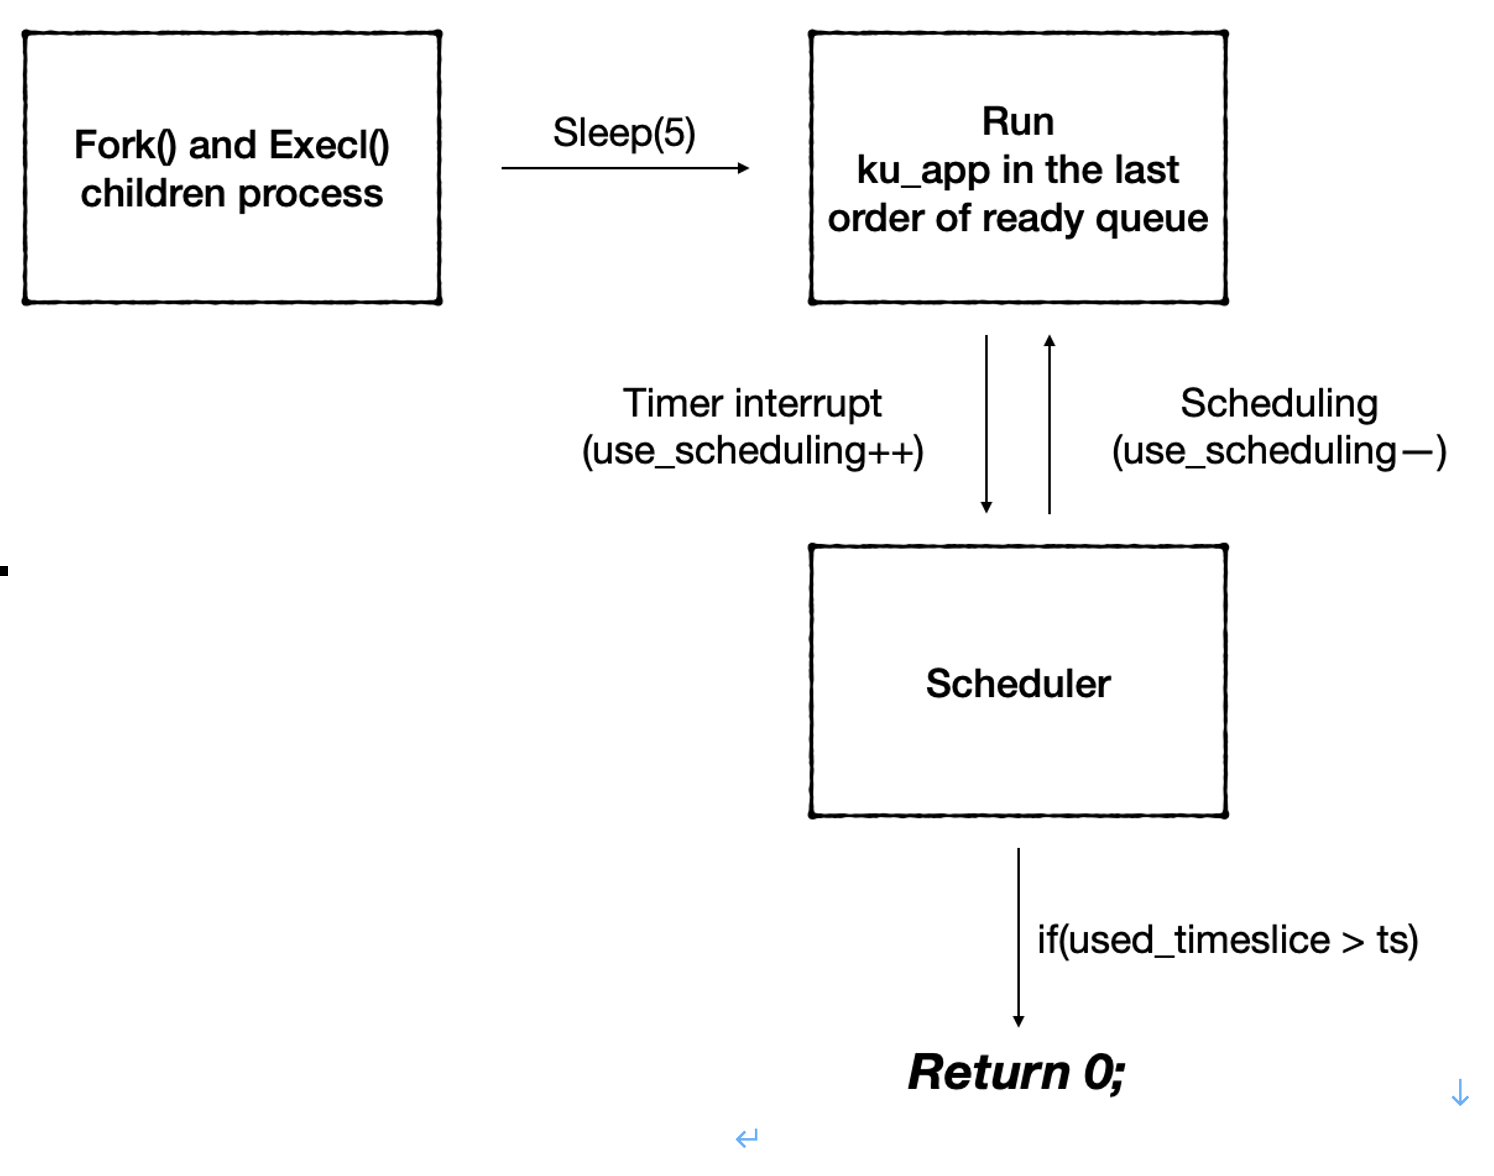 Fork() and Execl()
children process
Sleep(5)
Run
ku_app in the last
order of ready queue
Timer interrupt
(use_scheduling++)
Scheduling
(use_scheduling—)
Scheduler
if(used_timeslice > ts)
Return 0;